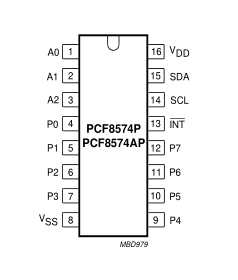 A0 1 16 VDD
A1 2 15 SDA
A2 3 14 SCL
P0 4 13 INT
PCF8574P
P1 5 12 P7
PCF8574AP
P2 6 11 P6
P3 7 10 P5
VSS 8 9 P4
MBD979